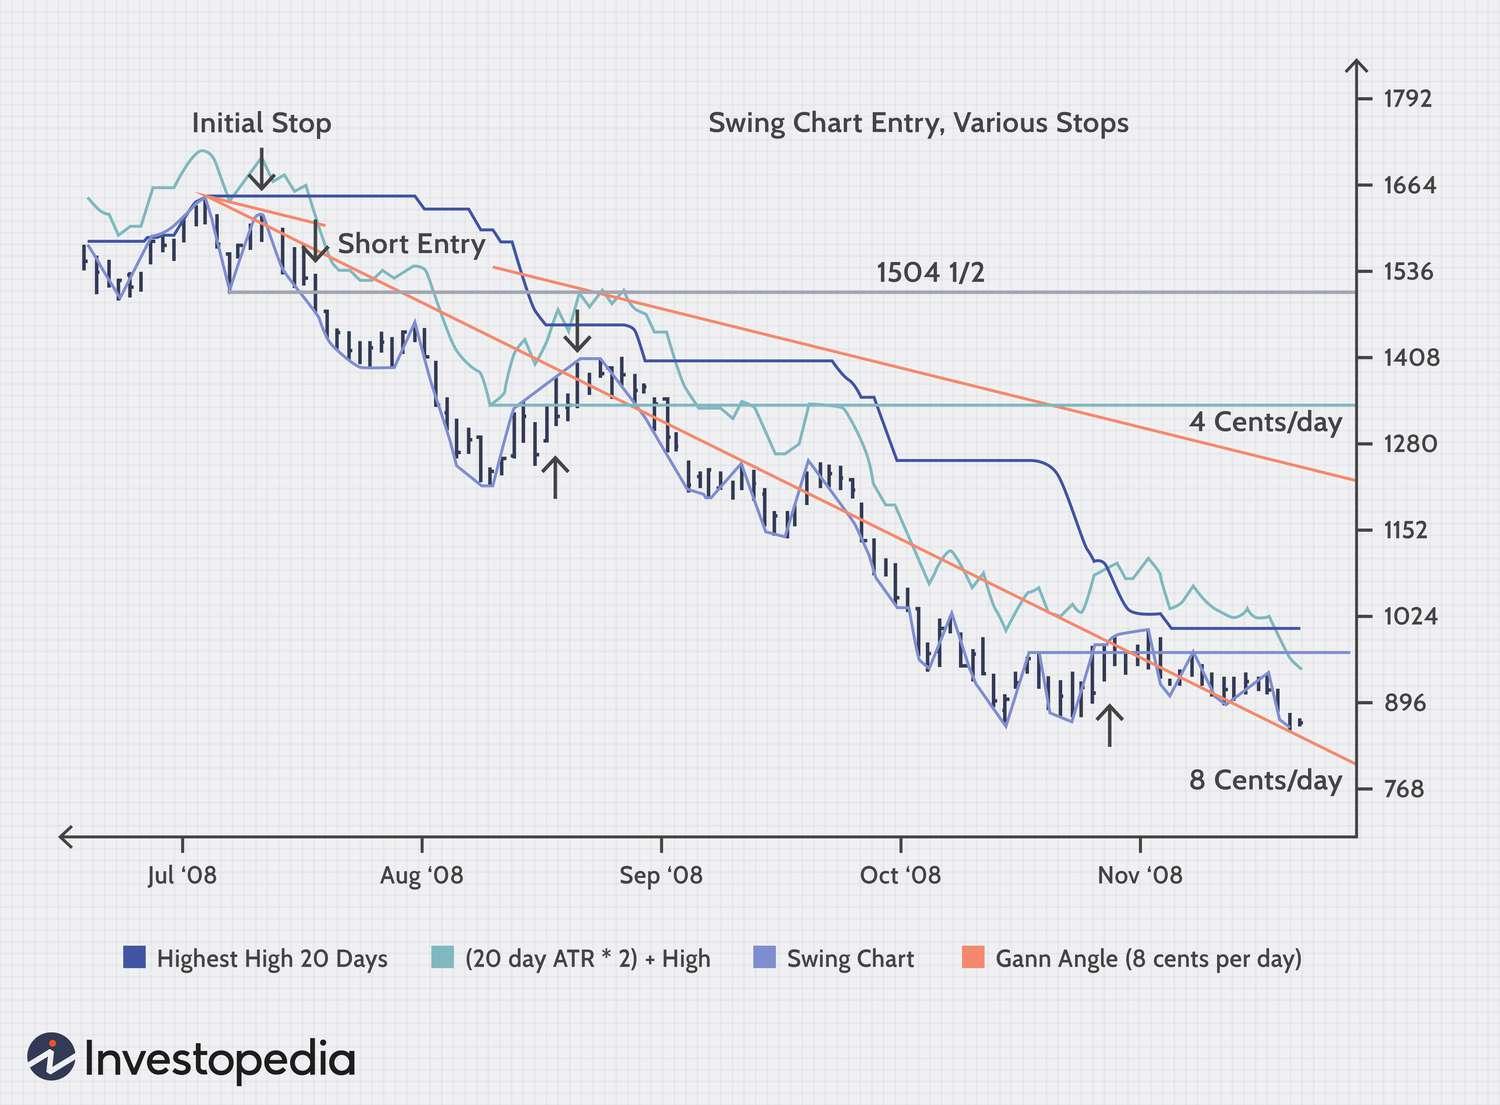 Initial Stop
Swing Chart Entry, Various Stops
1792
1664
Short Entry
1504 1/2
1536
1408
4 Cents/day
1280
1152
1024
896
8 Cents/day
768
Jul ‘08
Aug ‘08
Sep ‘08
Oct ‘08
Nov ‘08
Highest High 20 Days
(20 day ATR * 2) + High
Swing Chart
Gann Angle (8 cents per day)
Investopedia